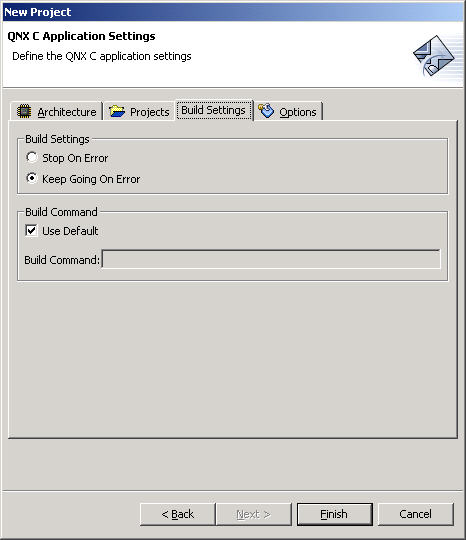 New Project
QNX C Application Settings
Define the QNX C application settings
Architecture Projects Build Settings Options
Build Settings
Stop On Error
Keep Going On Error
Build Command
Use Default
Build Command:
< Back Next > Finish Cancel